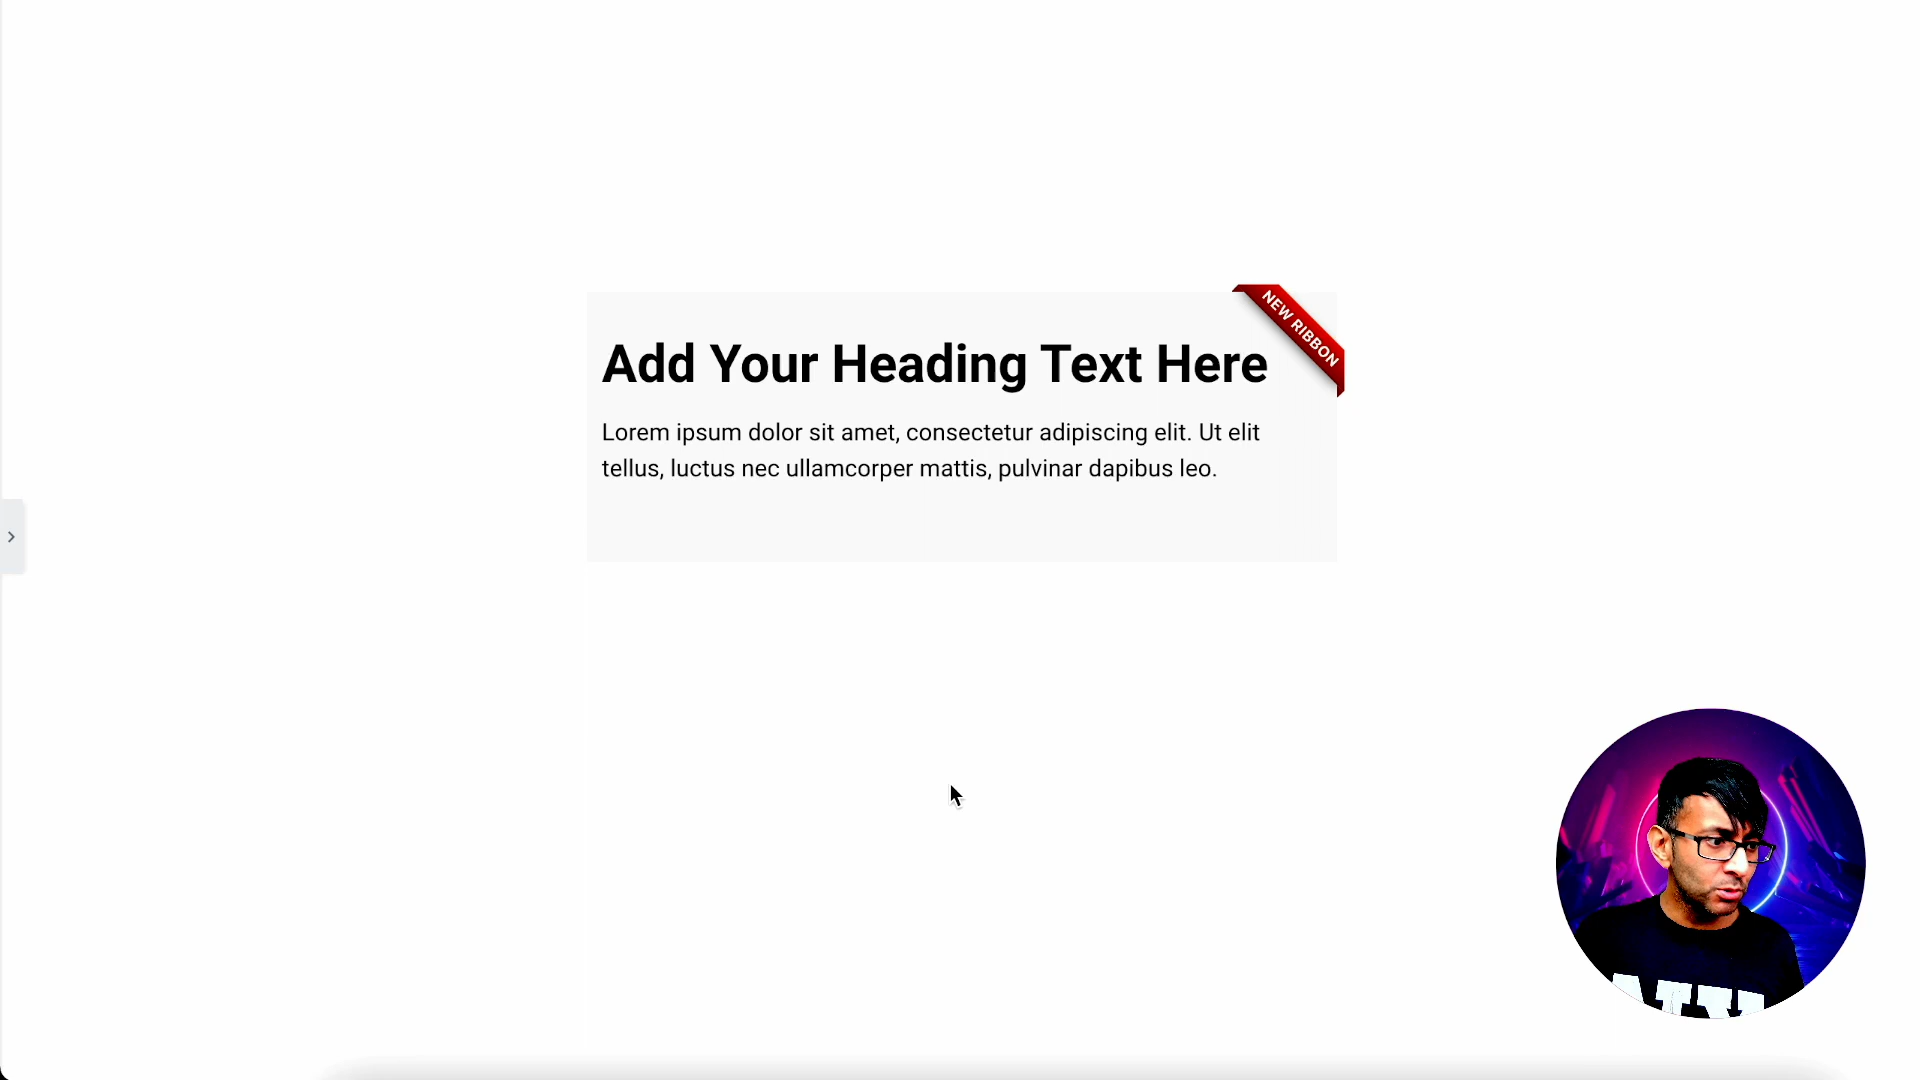 NEW RIBBON
Add Your Heading Text Here
Lorem ipsum dolor sit amet, consectetur adipiscing elit. Ut elit
tellus, luctus nec ullamcorper mattis, pulvinar dapibus leo.